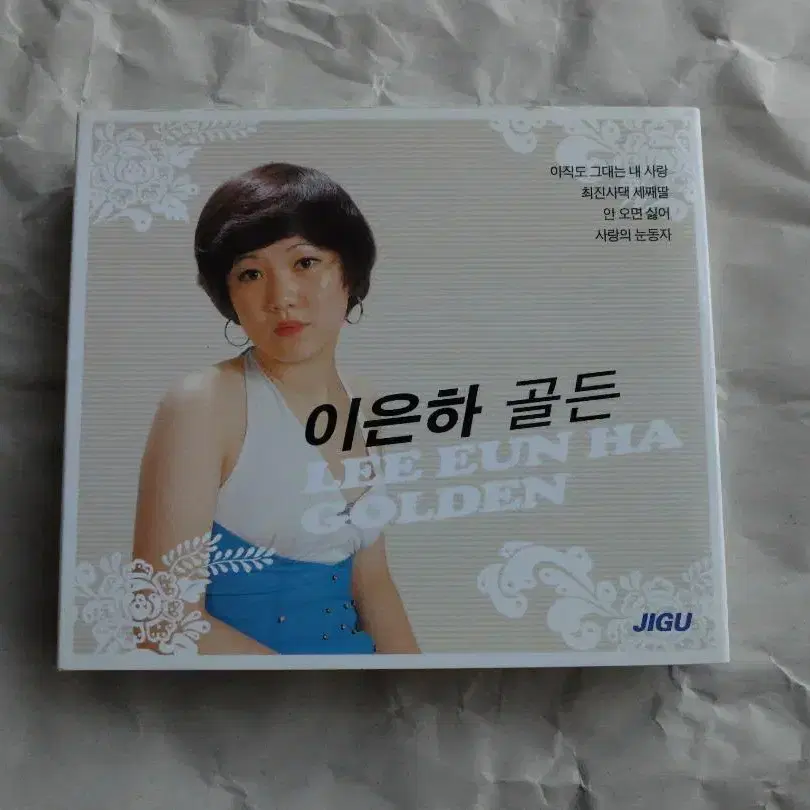 아직도 그대는 내 사랑
최진사댁 세째딸
안 오면 싫어
사랑의 눈동자
이은하 골든
LEE EUN HA
GOLDEN
JIGU